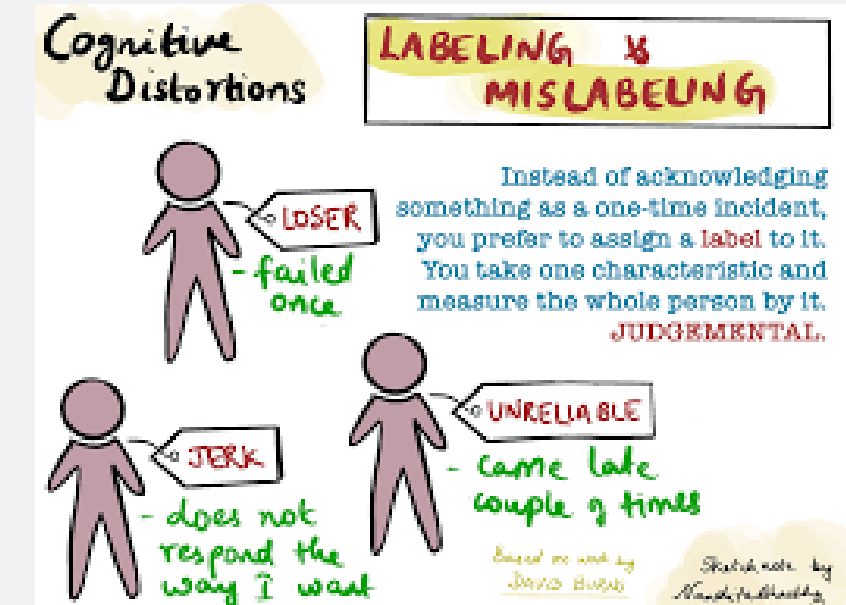 Cognitive
Distortions
LABELING &
MISLABELING
Instead of acknowledging
something as a one-time incident,
you prefer to assign a label to it.
You take one characteristic and
measure the whole person by it.
JUDGEMENTAL.
LOSER
- failed
once
UNRELIABLE
- came late
couple of times
JERK
- does not
respond the
way I want
Based on work by
DAVID BURNS
Sketchnote by